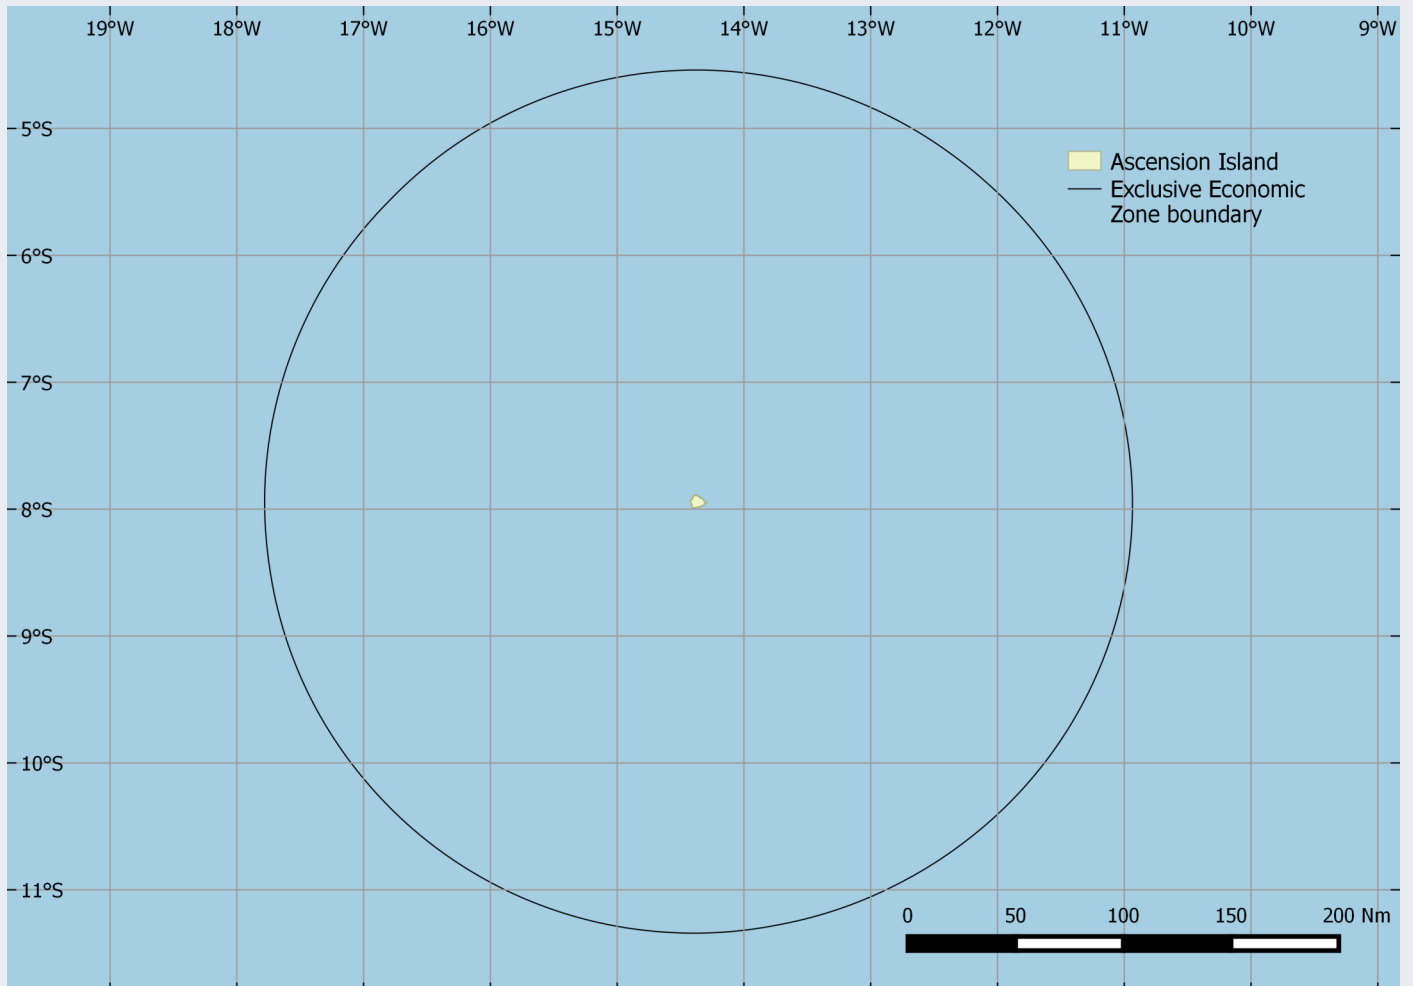 19°W 18°W 17°W 16°W 15°W 14°W 13°W 12°W 11°W 10°W 9°W
5°S
Ascension Island
Exclusive Economic
Zone boundary
6°S
7°S
8°S
9°S
10°S
11°S
0 50 100 150 200 Nm